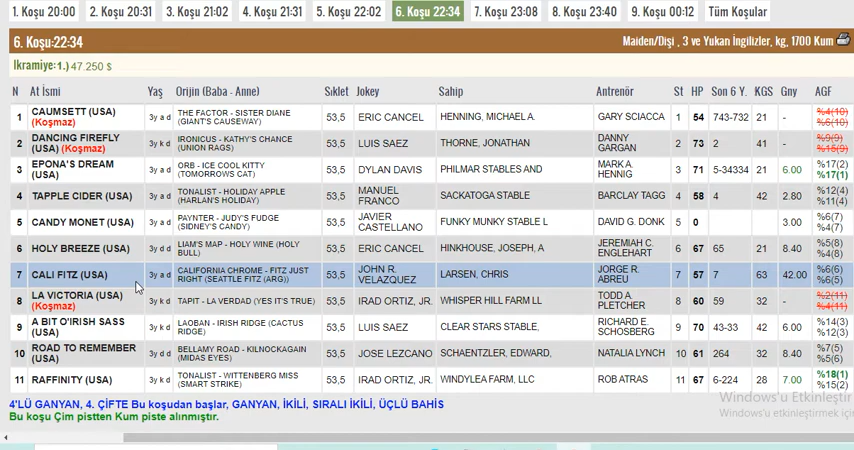 1. Koşu 20:00 2. Koşu 20:31 3. Koşu 21:02 4. Koşu 21:31 5. Koşu 22:02 6. Koşu 22:34 7. Koşu 23:08 8. Koşu 23:40 9. Koşu 00:12 Tüm Koşular
6. Koşu:22:34 Maiden/Dişi , 3 ve Yukarı İngilizler, kg, 1700 Kum
Ikramiye: 1.) 47.250 $
N At İsmi Yaş Orijin (Baba - Anne) Sıklet Jokey Sahip Antrenör St HP Son 6 Y. KGS Gny AGF
1 CAUMSETT (USA) (Koşmaz) 3y a d THE FACTOR - SISTER DIANE (GIANT'S CAUSEWAY) 53,5 ERIC CANCEL HENNING, MICHAEL A. GARY SCIACCA 1 54 743-732 21 - %4(10) %6(10)
2 DANCING FIREFLY (USA) (Koşmaz) 3y k d IRONICUS - KATHY'S CHANCE (UNION RAGS) 53,5 LUIS SAEZ THORNE, JONATHAN DANNY GARGAN 2 73 2 41 - %9(9) %15(9)
3 EPONA'S DREAM (USA) 3y a d ORB - ICE COOL KITTY (TOMORROWS CAT) 53,5 DYLAN DAVIS PHILMAR STABLES AND MARK A. HENNIG 3 71 5-34334 21 6.00 %17(2) %17(1)
4 TAPPLE CIDER (USA) 3y a d TONALIST - HOLIDAY APPLE (HARLAN'S HOLIDAY) 53,5 MANUEL FRANCO SACKATOGA STABLE BARCLAY TAGG 4 58 4 42 2.80 %12(4) %11(4)
5 CANDY MONET (USA) 3y a d PAYNTER - JUDY'S FUDGE (SIDNEY'S CANDY) 53,5 JAVIER CASTELLANO FUNKY MUNKY STABLE L DAVID G. DONK 5 0 3.00 %6(7) %4(7)
6 HOLY BREEZE (USA) 3y d d LIAM'S MAP - HOLY WINE (HOLY BULL) 53,5 ERIC CANCEL HINKHOUSE, JOSEPH, A JEREMIAH C. ENGLEHART 6 67 65 21 8.40 %5(8) %4(8)
7 CALI FITZ (USA) 3y a d CALIFORNIA CHROME - FITZ JUST RIGHT (SEATTLE FITZ (ARG)) 53,5 JOHN R. VELAZQUEZ LARSEN, CHRIS JORGE R. ABREU 7 57 7 63 42.00 %6(6) %6(5)
8 LA VICTORIA (USA) (Koşmaz) 3y k d TAPIT - LA VERDAD (YES IT'S TRUE) 53,5 IRAD ORTIZ, JR. WHISPER HILL FARM LL TODD A. PLETCHER 8 60 59 32 - %2(11) %4(11)
9 A BIT O'IRISH SASS (USA) 3y k d LAOBAN - IRISH RIDGE (CACTUS RIDGE) 53,5 LUIS SAEZ CLEAR STARS STABLE, RICHARD E. SCHOSBERG 9 70 43-33 42 6.00 %14(3) %12(3)
10 ROAD TO REMEMBER (USA) 3y d d BELLAMY ROAD - KILNOCKAGAIN (MIDAS EYES) 53,5 JOSE LEZCANO SCHAENTZLER, EDWARD, NATALIA LYNCH 10 61 264 32 8.40 %7(5) %5(6)
11 RAFFINITY (USA) 3y k d TONALIST - WITTENBERG MISS (SMART STRIKE) 53,5 IRAD ORTIZ, JR. WINDYLEA FARM, LLC ROB ATRAS 11 67 6-224 28 7.00 %18(1) %15(2)
4'LÜ GANYAN, 4. ÇİFTE Bu koşudan başlar, GANYAN, İKİLİ, SIRALI İKİLİ, ÜÇLÜ BAHİS
Bu koşu Çim pistten Kum piste alınmıştır.
Windows'u Etkinleştir
Windows'u etkinleştirmek için